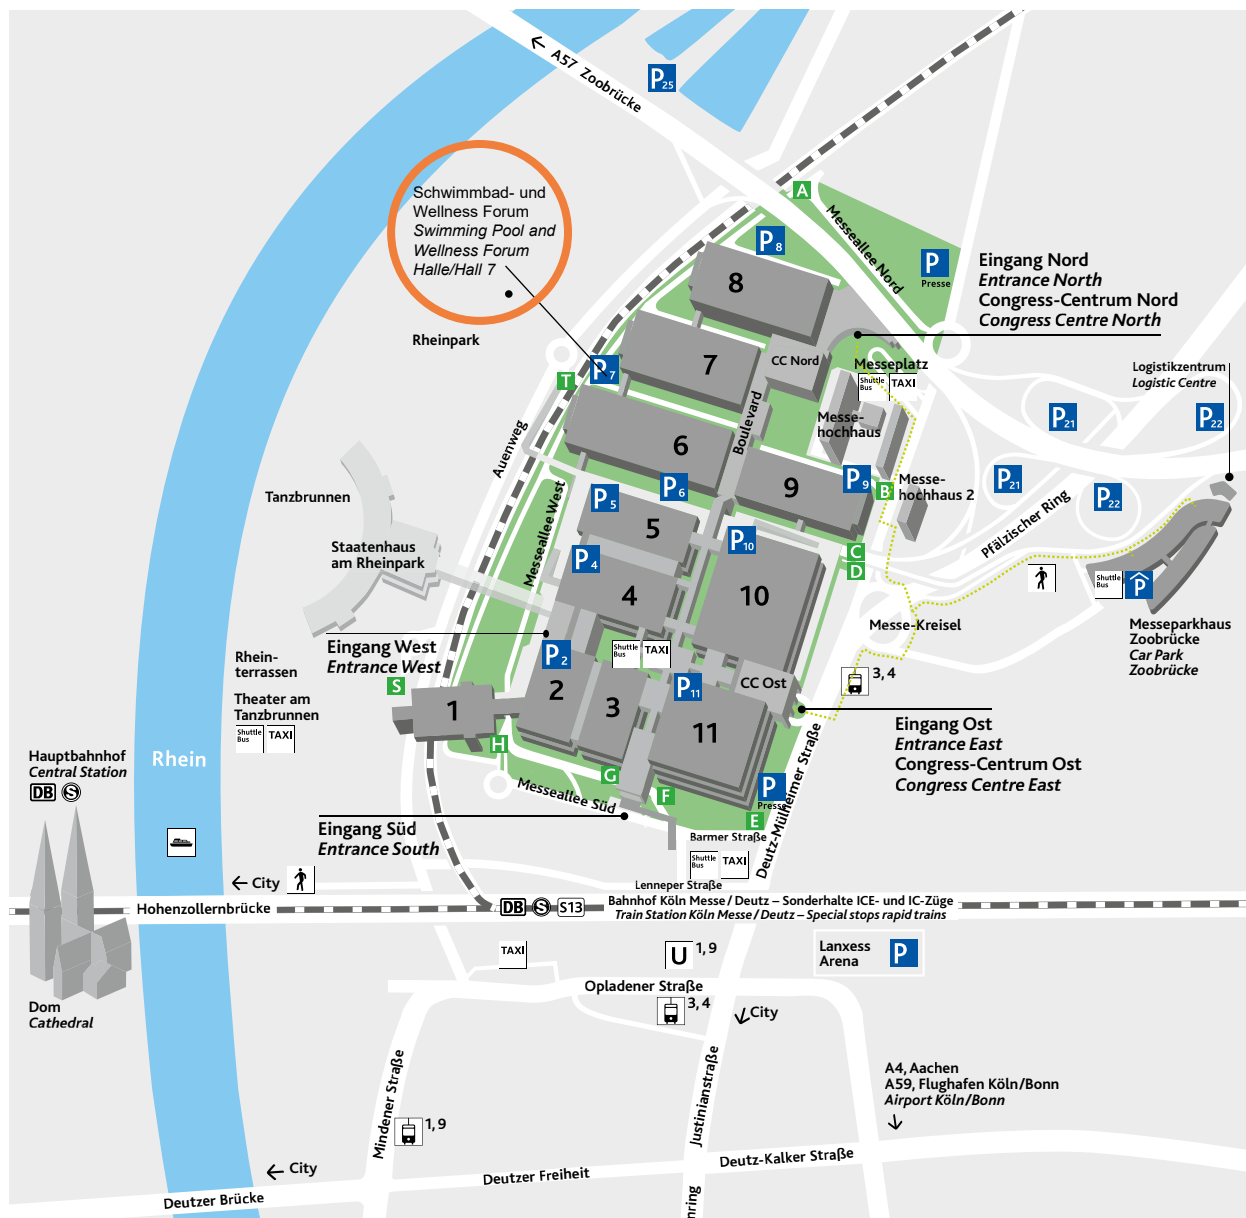 A57 Zoobrücke
P25
Schwimmbad- und
Wellness Forum
Swimming Pool and
Wellness Forum
Halle/Hall 7
Rheinpark
A
Messeallee Nord
P8
P
Presse
8
Eingang Nord
Entrance North
Congress-Centrum Nord
Congress Centre North
7
CC Nord
Messeplatz
Shuttle
Bus
TAXI
P7
T
Logistikzentrum
Logistic Centre
P21
P22
Messe-
hochhaus
Boulevard
6
Auenweg
P6
9
P9
B
Messe-
hochhaus 2
P21
P22
Pfälzischer Ring
Tanzbrunnen
Messeallee West
P5
5
P10
C
D
Staatenhaus
am Rheinpark
P4
4
10
Shuttle
Bus
P
Messe-Kreisel
Messeparkhaus
Zoobrücke
Car Park
Zoobrücke
Eingang West
Entrance West
P2
Shuttle
Bus
TAXI
Rhein-
terrassen
S
3, 4
CC Ost
P11
2
3
1
11
Theater am
Tanzbrunnen
Shuttle
Bus
TAXI
Eingang Ost
Entrance East
Congress-Centrum Ost
Congress Centre East
Hauptbahnhof
Central Station
DB
S
Rhein
H
G
F
E
P
Presse
Messeallee Süd
Deutz-Mülheimer Straße
Eingang Süd
Entrance South
Barmer Straße
Shuttle
Bus
TAXI
City
Lenneper Straße
Hohenzollernbrücke
DB
S
S13
Bahnhof Köln Messe / Deutz – Sonderhalte ICE- und IC-Züge
Train Station Köln Messe / Deutz – Special stops rapid trains
TAXI
U
1, 9
Lanxess
Arena
P
Opladener Straße
3, 4
City
Dom
Cathedral
Mindener Straße
Justinianstraße
A4, Aachen
A59, Flughafen Köln/Bonn
Airport Köln/Bonn
1, 9
City
Deutz-Kalker Straße
Deutzer Freiheit
Deutzer Brücke
nring